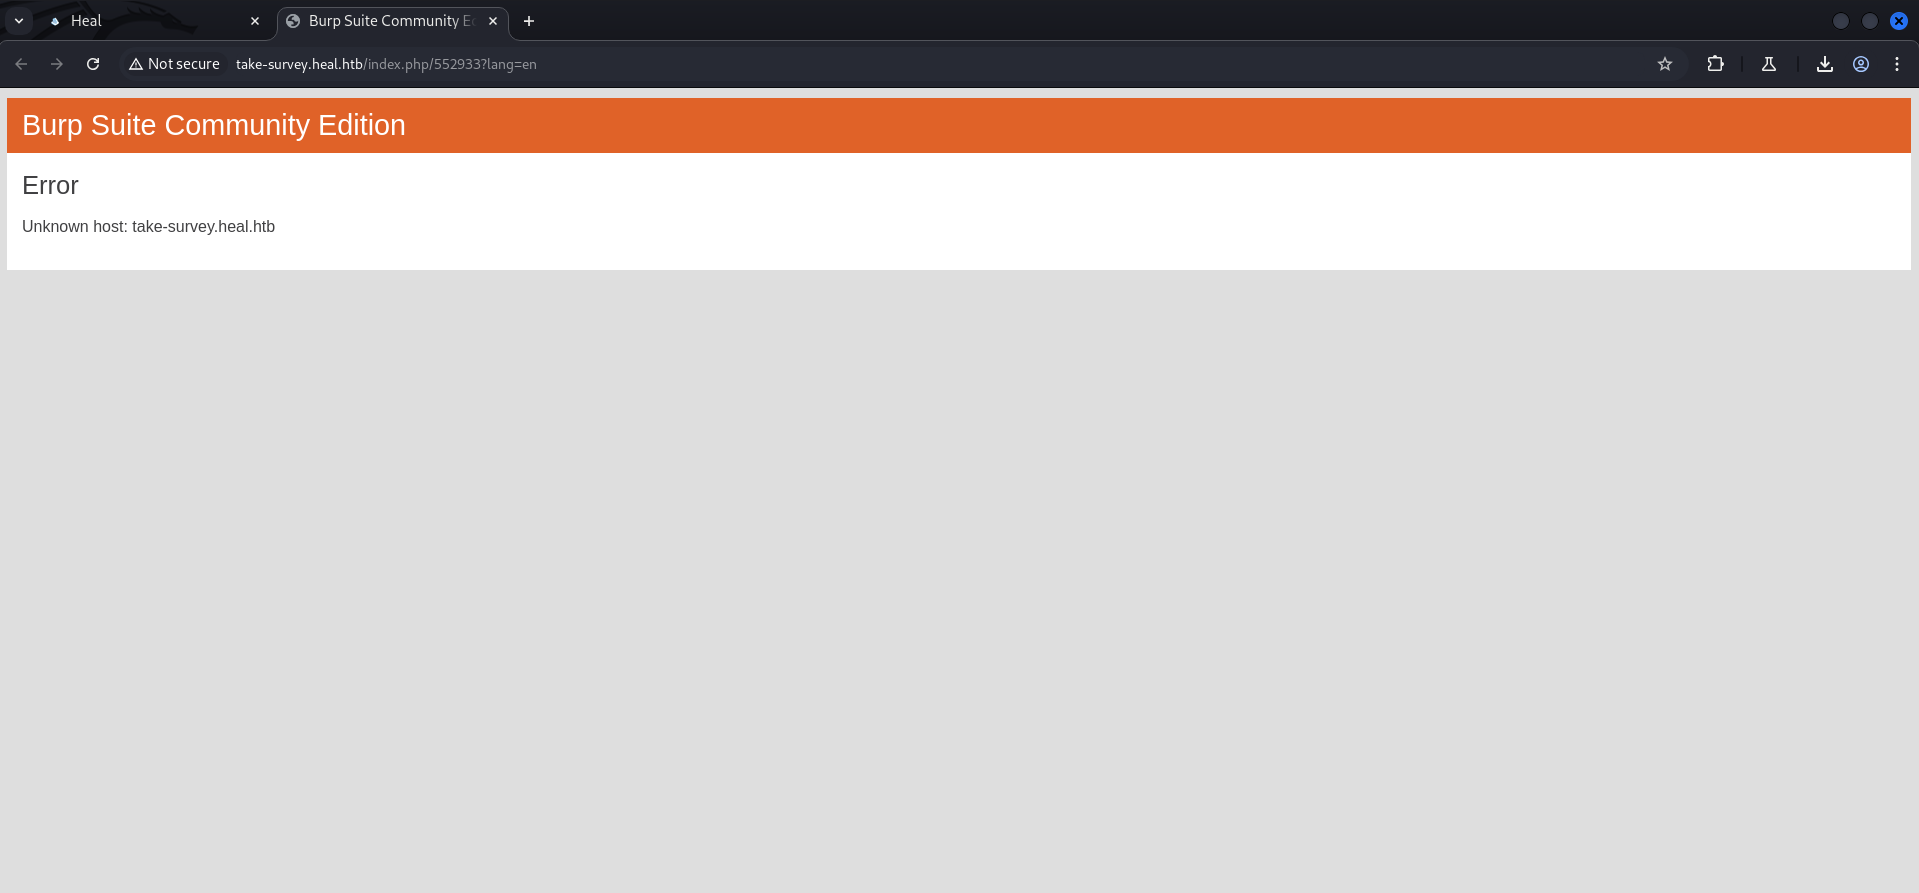 Heal
Burp Suite Community Ed
Not secure
take-survey.heal.htb/index.php/552933?lang=en
Burp Suite Community Edition
Error
Unknown host: take-survey.heal.htb